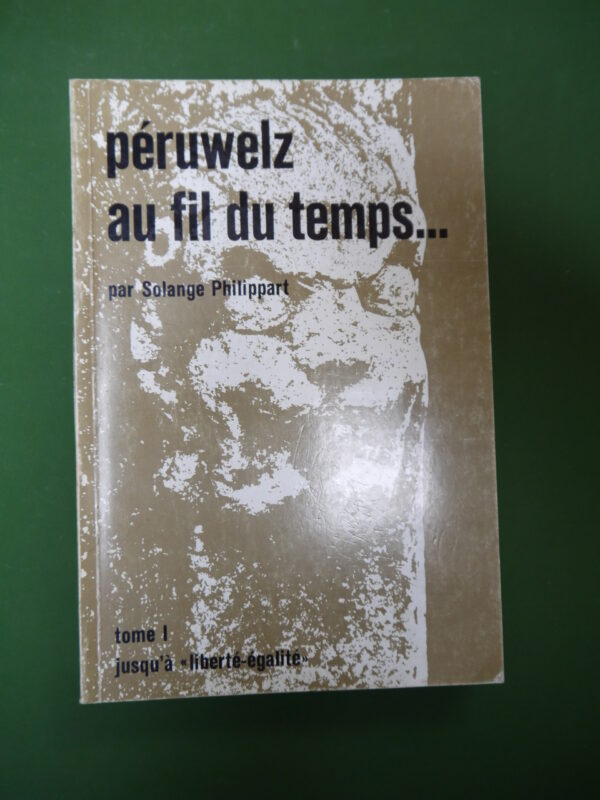 péruwelz
au fil du temps...
par Solange Philippart
tome I
jusqu'à «liberté-égalité»